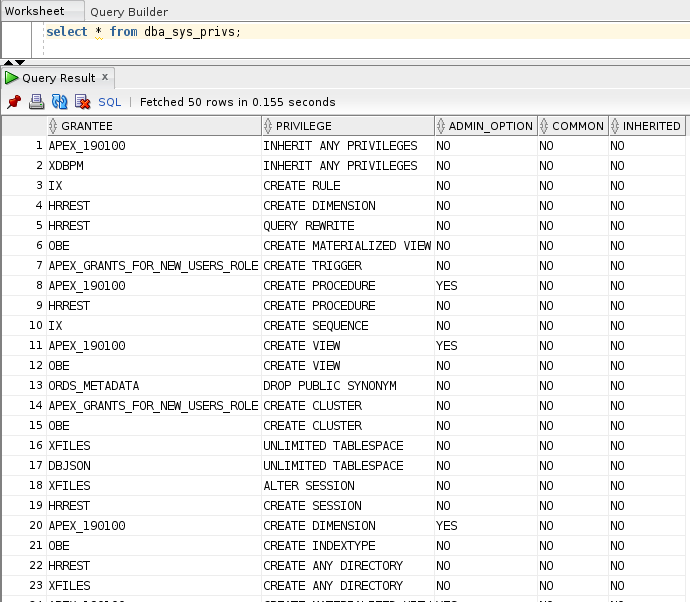 Worksheet Query Builder
select * from dba_sys_privs;
Query Result x
SQL | Fetched 50 rows in 0.155 seconds
GRANTEE PRIVILEGE ADMIN_OPTION COMMON INHERITED
1 APEX_190100 INHERIT ANY PRIVILEGES NO NO NO
2 XDBPM INHERIT ANY PRIVILEGES NO NO NO
3 IX CREATE RULE NO NO NO
4 HRREST CREATE DIMENSION NO NO NO
5 HRREST QUERY REWRITE NO NO NO
6 OBE CREATE MATERIALIZED VIEW NO NO NO
7 APEX_GRANTS_FOR_NEW_USERS_ROLE CREATE TRIGGER NO NO NO
8 APEX_190100 CREATE PROCEDURE YES NO NO
9 HRREST CREATE PROCEDURE NO NO NO
10 IX CREATE SEQUENCE NO NO NO
11 APEX_190100 CREATE VIEW YES NO NO
12 OBE CREATE VIEW NO NO NO
13 ORDS_METADATA DROP PUBLIC SYNONYM NO NO NO
14 APEX_GRANTS_FOR_NEW_USERS_ROLE CREATE CLUSTER NO NO NO
15 OBE CREATE CLUSTER NO NO NO
16 XFILES UNLIMITED TABLESPACE NO NO NO
17 DBJSON UNLIMITED TABLESPACE NO NO NO
18 XFILES ALTER SESSION NO NO NO
19 HRREST CREATE SESSION NO NO NO
20 APEX_190100 CREATE DIMENSION YES NO NO
21 OBE CREATE INDEXTYPE NO NO NO
22 HRREST CREATE ANY DIRECTORY NO NO NO
23 XFILES CREATE ANY DIRECTORY NO NO NO